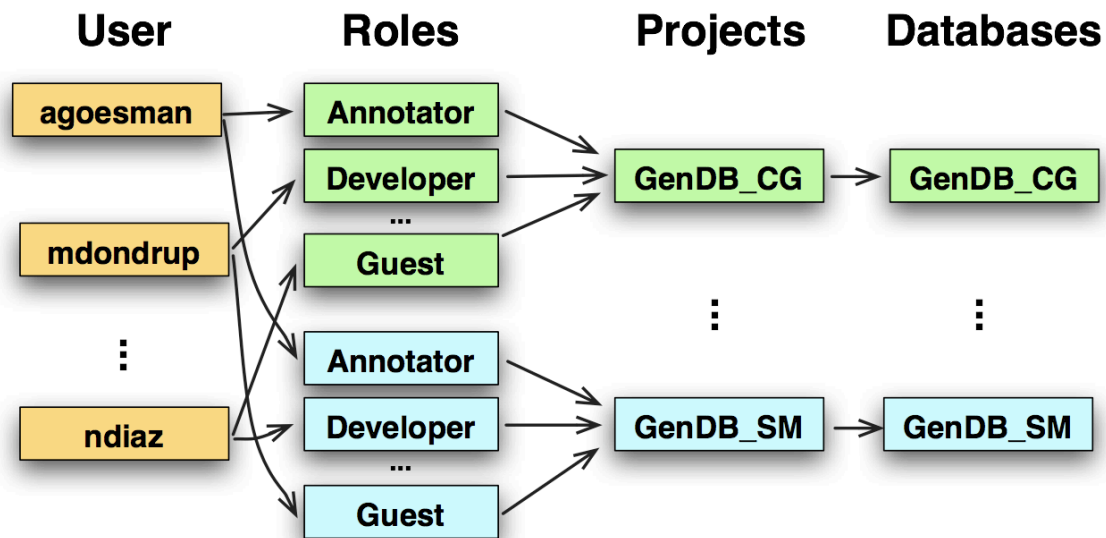 User Roles Projects Databases
agoesman
mdondrup
⋮
ndiaz
Annotator
Developer
...
Guest
Annotator
Developer
...
Guest
GenDB_CG
⋮
GenDB_SM
GenDB_CG
⋮
GenDB_SM